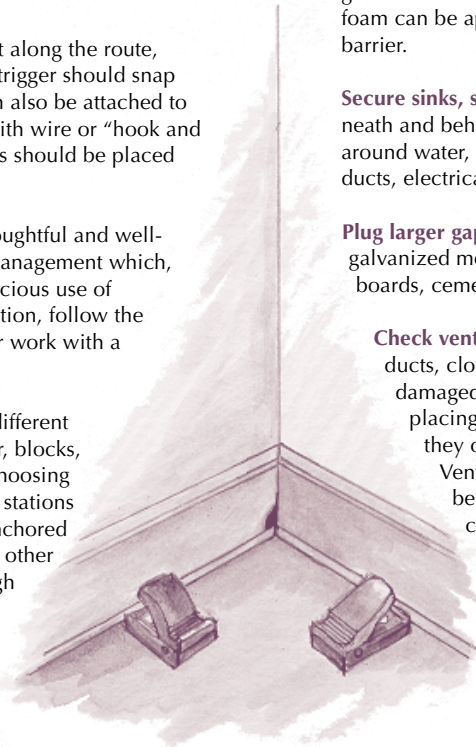 t along the route,
trigger should snap
also be attached to
ith wire or “hook and
s should be placed
oughtful and well-
anagement which,
cious use of
tion, follow the
r work with a
different
r, blocks,
hoosing
stations
nchored
other
gh
foam can be ap
barrier.
Secure sinks, s
neath and beh
around water,
ducts, electrica
Plug larger gap
galvanized me
boards, ceme
Check vent
ducts, clo
damaged
placing
they c
Ven
be
c